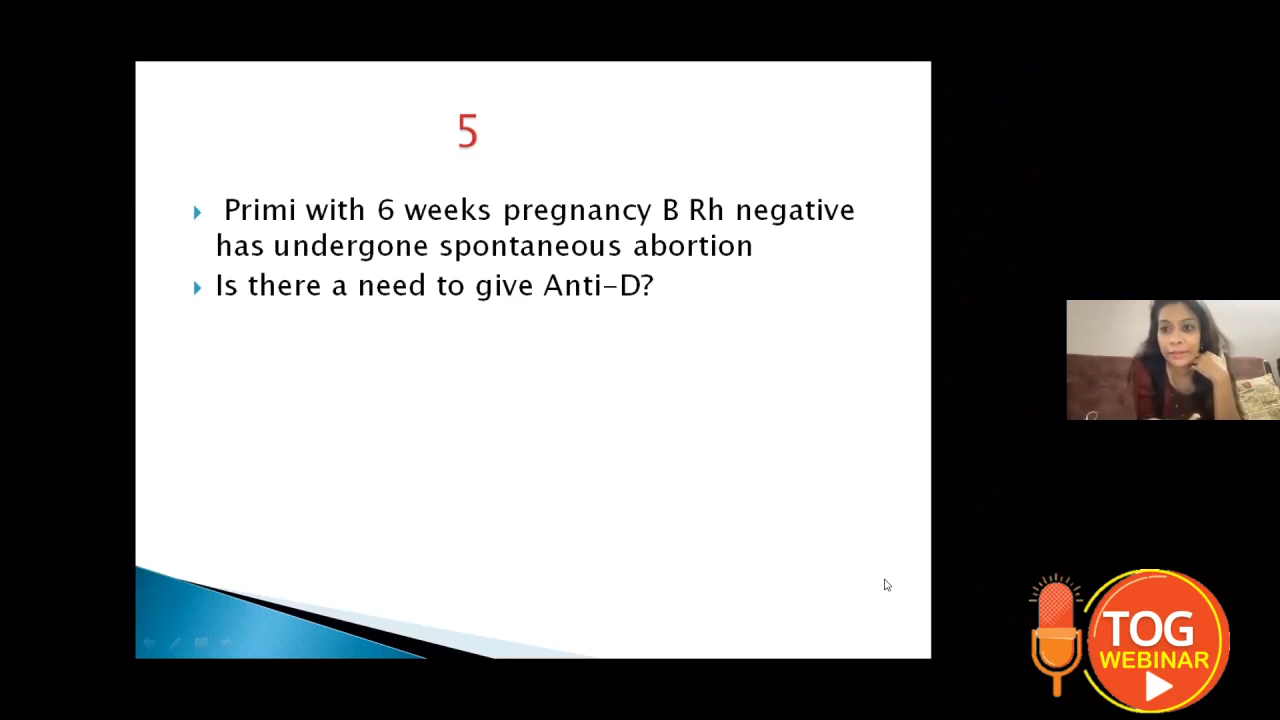 5
Primi with 6 weeks pregnancy B Rh negative
has undergone spontaneous abortion
Is there a need to give Anti-D?
TOG
WEBINAR